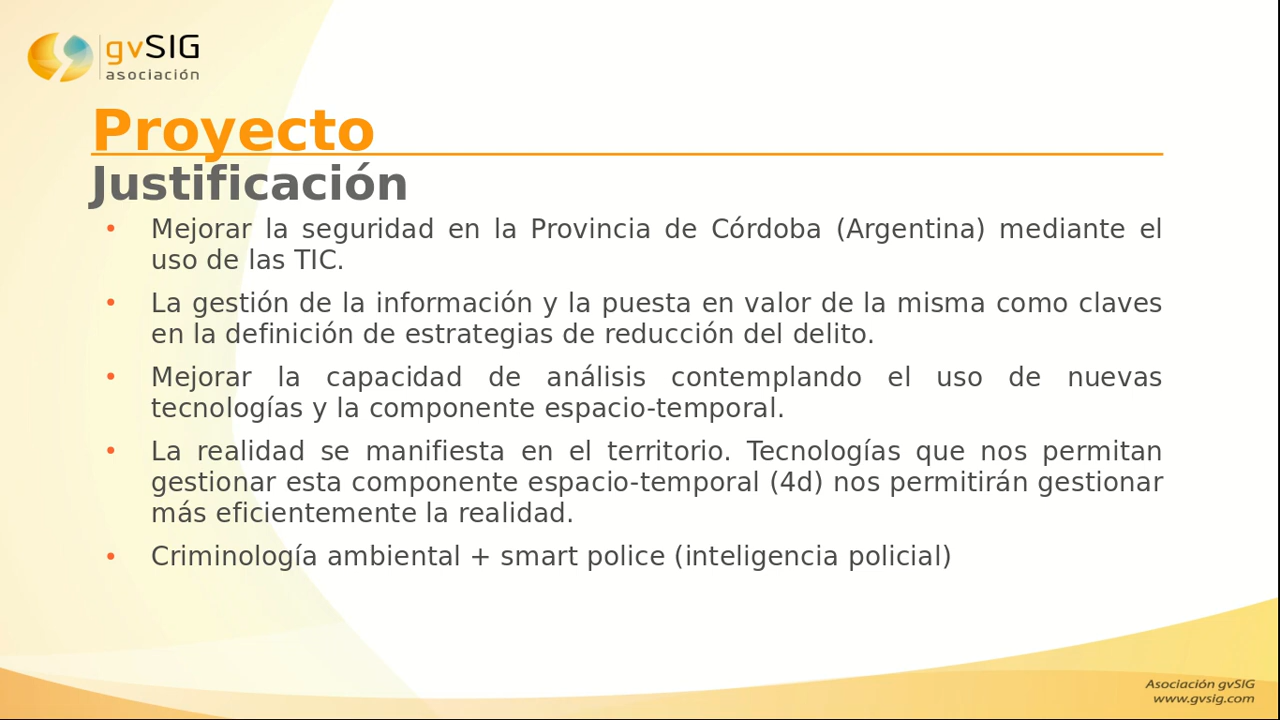 gvSIG
asociación
Proyecto
Justificación
• Mejorar la seguridad en la Provincia de Córdoba (Argentina) mediante el
uso de las TIC.
• La gestión de la información y la puesta en valor de la misma como claves
en la definición de estrategias de reducción del delito.
• Mejorar la capacidad de análisis contemplando el uso de nuevas
tecnologías y la componente espacio-temporal.
• La realidad se manifiesta en el territorio. Tecnologías que nos permitan
gestionar esta componente espacio-temporal (4d) nos permitirán gestionar
más eficientemente la realidad.
• Criminología ambiental + smart police (inteligencia policial)
Asociación gvSIG
www.gvsig.com